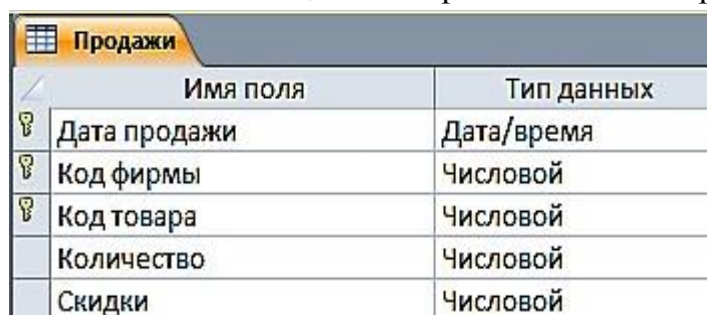 Продажи
Имя поля Тип данных
Дата продажи Дата/время
Код фирмы Числовой
Код товара Числовой
Количество Числовой
Скидки Числовой